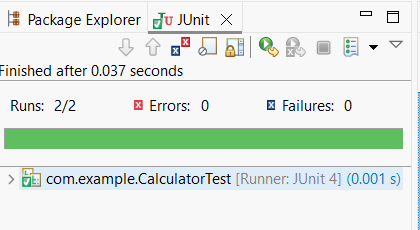 Package Explorer JUnit
Finished after 0.037 seconds
Runs: 2/2 Errors: 0 Failures: 0
com.example.CalculatorTest [Runner: JUnit 4] (0.001 s)